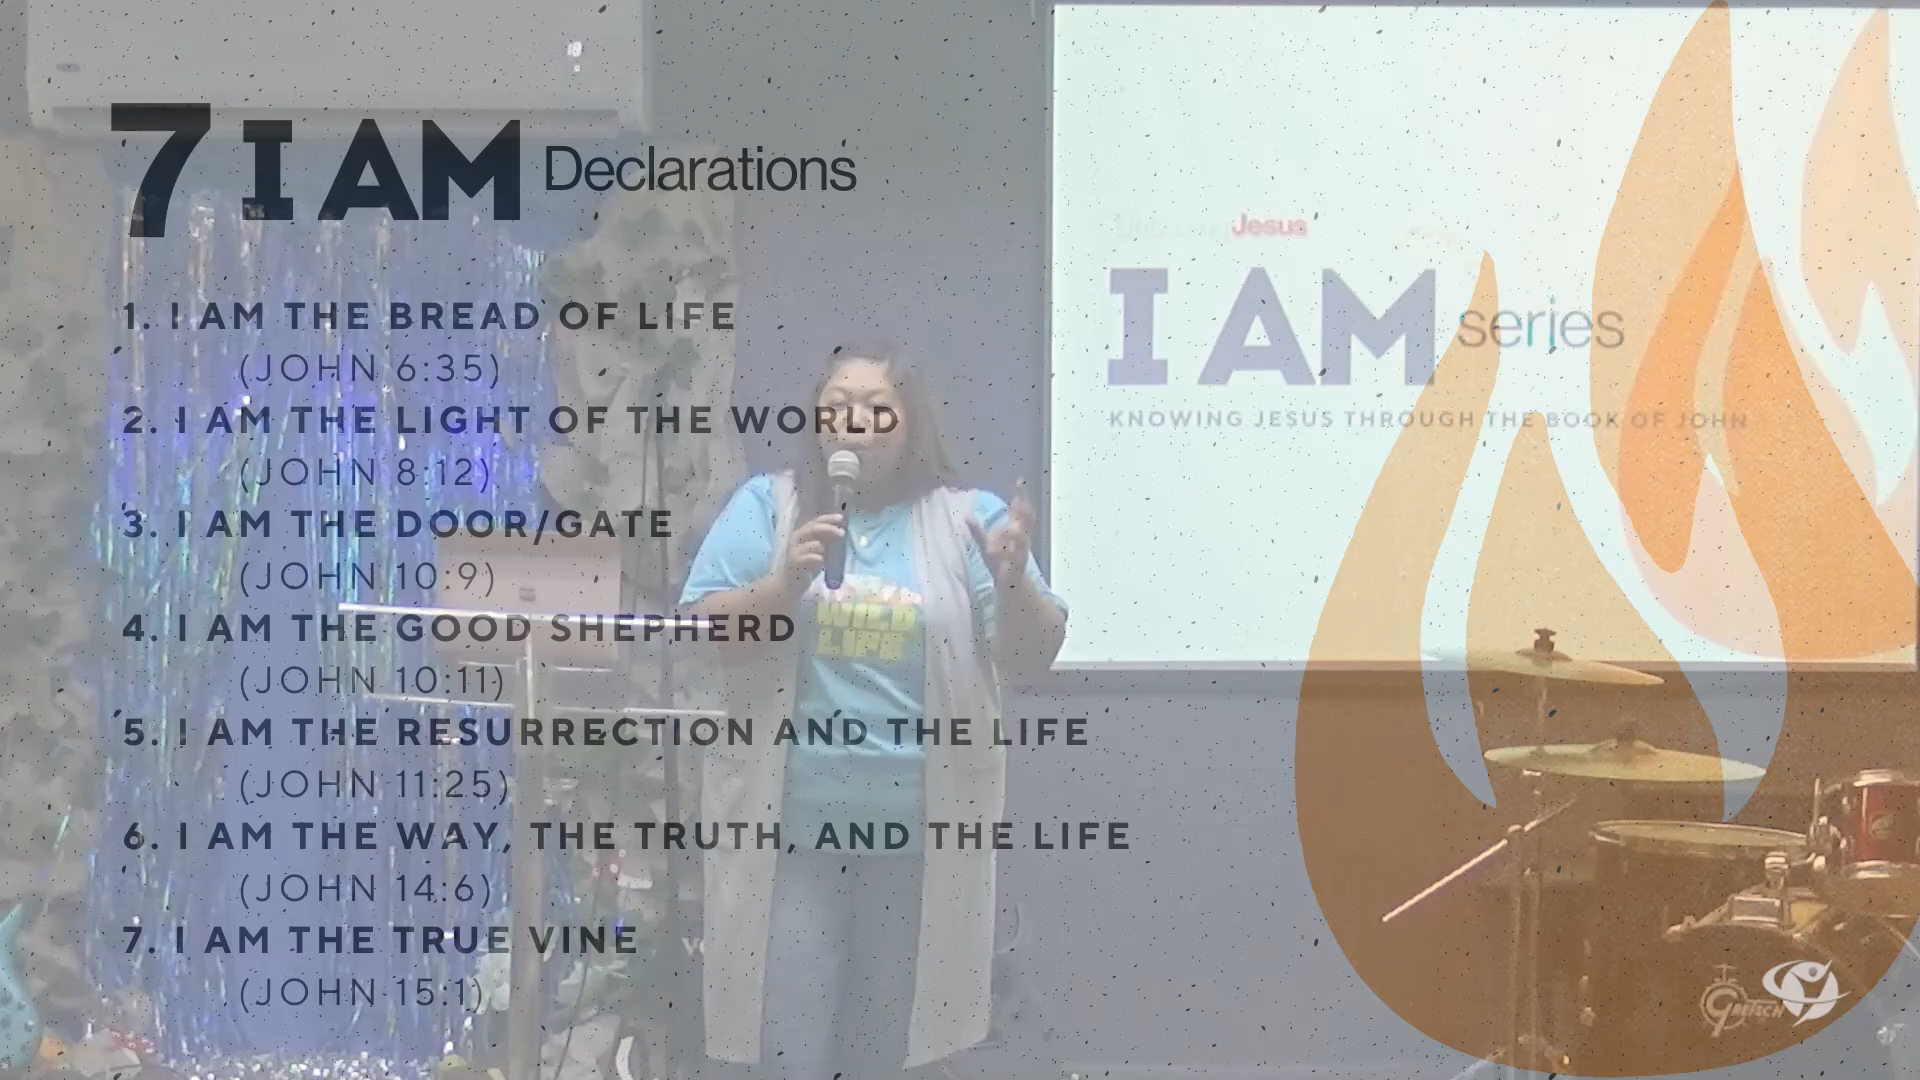 7 I AM Declarations
1. I AM THE BREAD OF LIFE
(JOHN 6:35)
2. I AM THE LIGHT OF THE WORLD
(JOHN 8:12)
3. I AM THE DOOR/GATE
(JOHN 10:9)
4. I AM THE GOOD SHEPHERD
(JOHN 10:11)
5. I AM THE RESURRECTION AND THE LIFE
(JOHN 11:25)
6. I AM THE WAY, THE TRUTH, AND THE LIFE
(JOHN 14:6)
7. I AM THE TRUE VINE
(JOHN 15:1)
Jesus
I AM series
KNOWING JESUS THROUGH THE BOOK OF JOHN
WILD
LIFE
GRETSCH